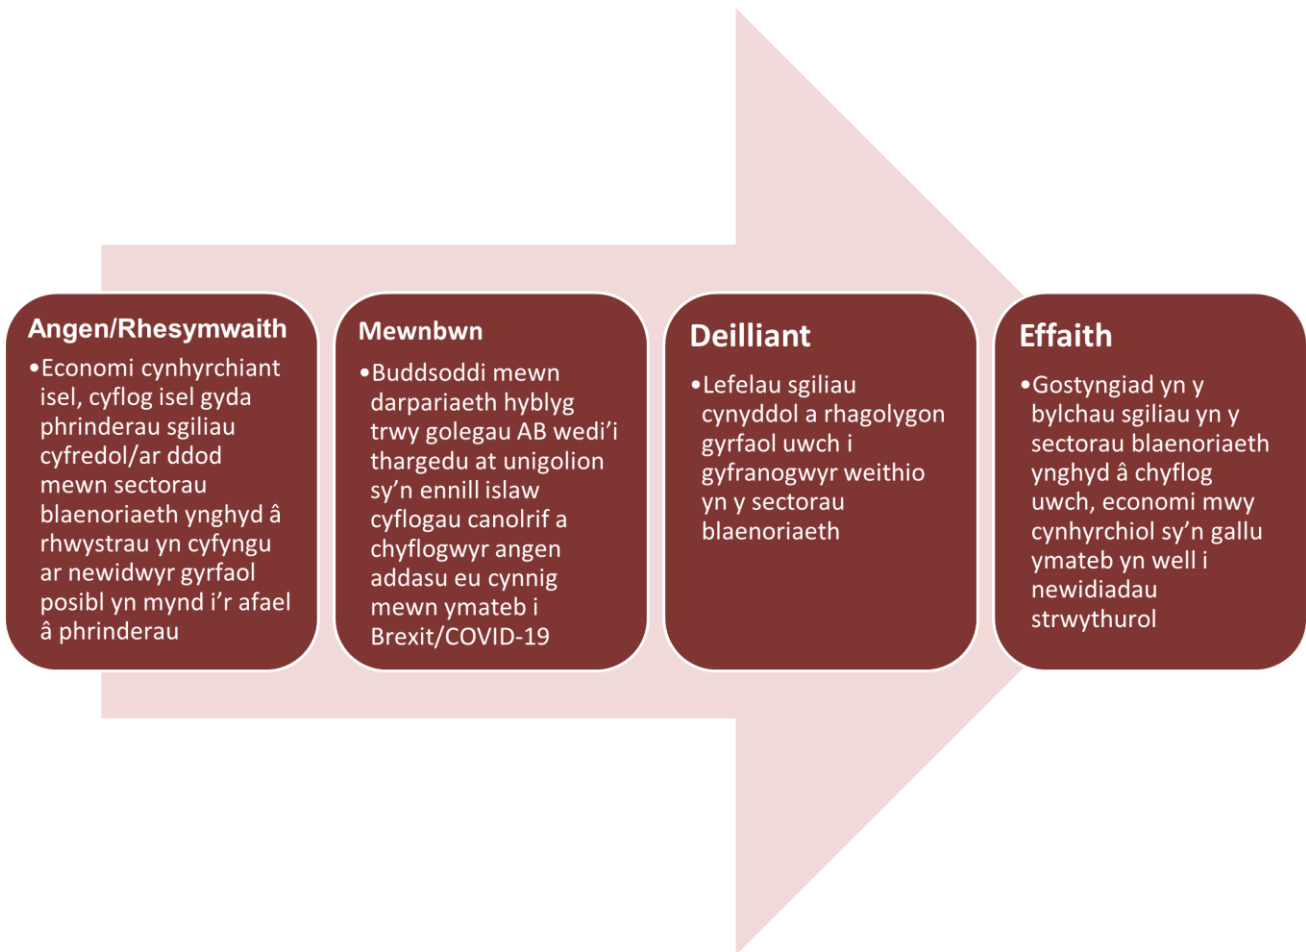 Angen/Rhesymwaith
•Economi cynhyrchiant
isel, cyflog isel gyda
phrinderau sgiliau
cyfredol/ar ddod
mewn sectorau
blaenoriaeth ynghyd â
rhwystrau yn cyfyngu
ar newidwyr gyrfaol
posibl yn mynd i’r afael
â phrinderau
Mewnbwn
•Buddsoddi mewn
darpariaeth hyblyg
trwy golegau AB wedi’i
thargedu at unigolion
sy’n ennill islaw
cyflogau canolrif a
chyflogwyr angen
addasu eu cynnig
mewn ymateb i
Brexit/COVID-19
Deilliant
•Lefelau sgiliau
cynyddol a rhagolygon
gyrfaol uwch i
gyfranogwyr weithio
yn y sectorau
blaenoriaeth
Effaith
•Gostyngiad yn y
bylchau sgiliau yn y
sectorau blaenoriaeth
ynghyd â chyflog
uwch, economi mwy
cynhyrchiol sy’n gallu
ymateb yn well i
newidiadau
strwythurol